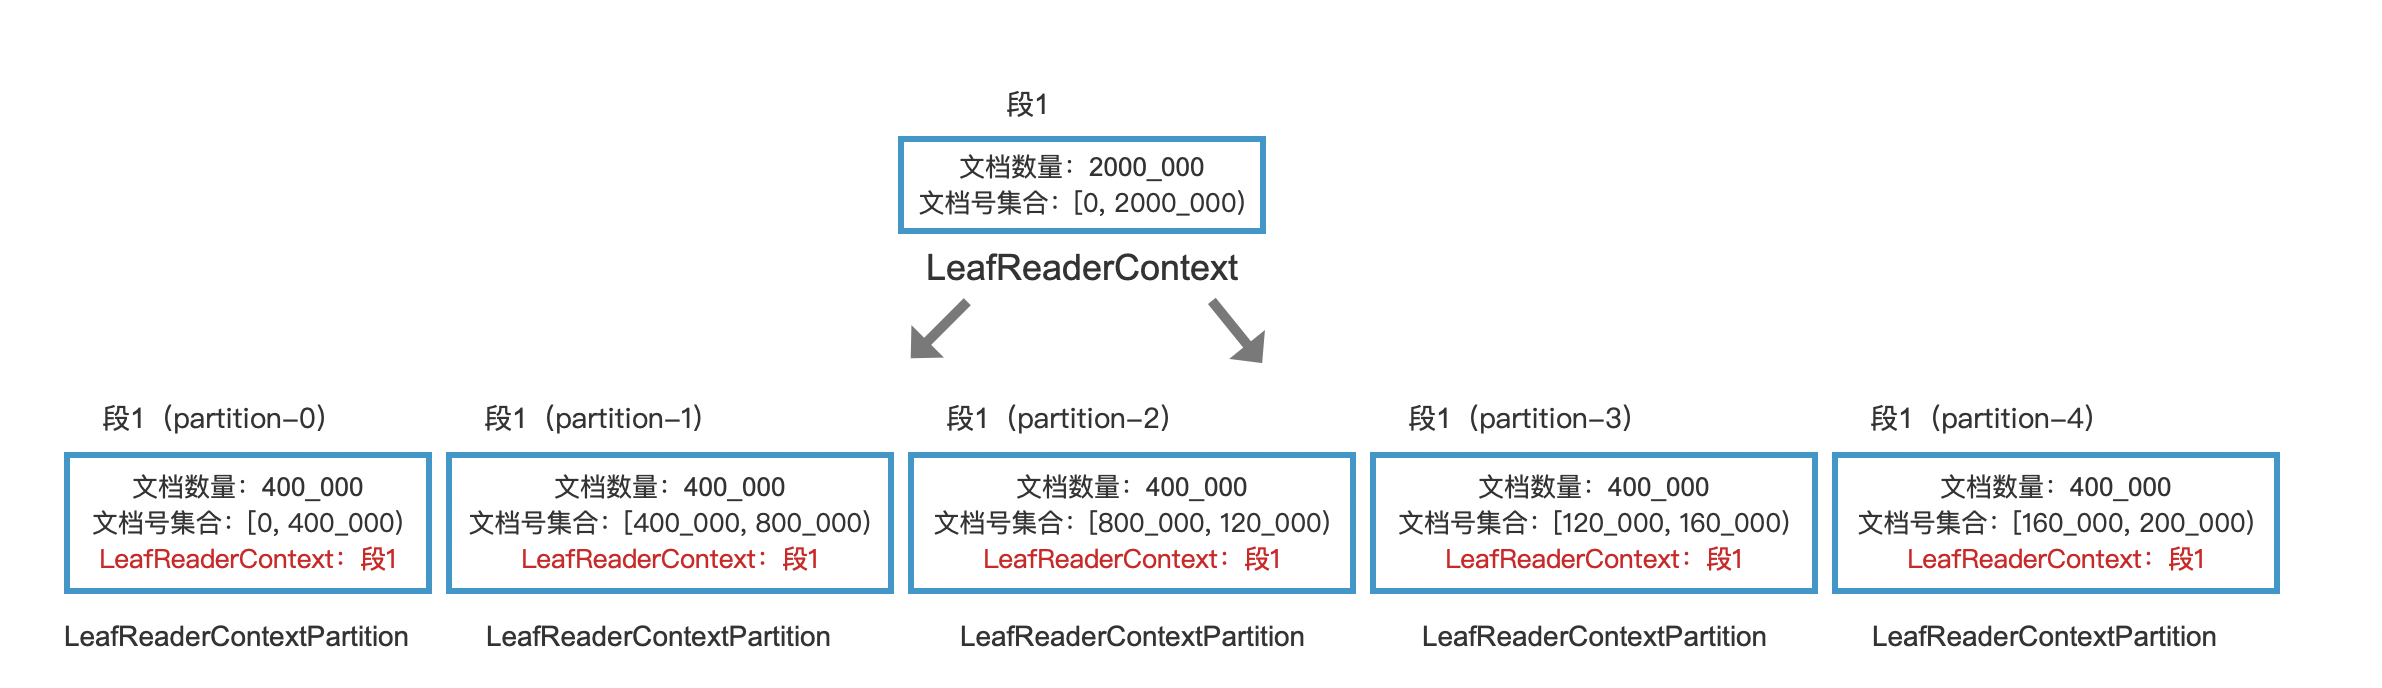 段1
文档数量：2000_000
文档号集合：[0, 2000_000)
LeafReaderContext
段1（partition-0）
文档数量：400_000
文档号集合：[0, 400_000)
LeafReaderContext：段1
LeafReaderContextPartition
段1（partition-1）
文档数量：400_000
文档号集合：[400_000, 800_000)
LeafReaderContext：段1
LeafReaderContextPartition
段1（partition-2）
文档数量：400_000
文档号集合：[800_000, 120_000)
LeafReaderContext：段1
LeafReaderContextPartition
段1（partition-3）
文档数量：400_000
文档号集合：[120_000, 160_000)
LeafReaderContext：段1
LeafReaderContextPartition
段1（partition-4）
文档数量：400_000
文档号集合：[160_000, 200_000)
LeafReaderContext：段1
LeafReaderContextPartition